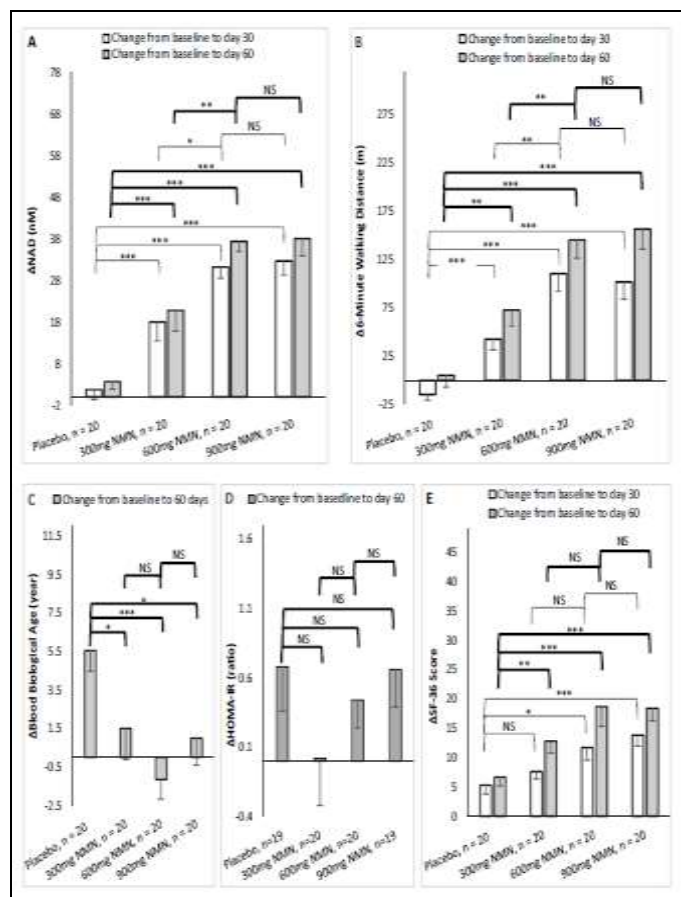 A
Change from baseline to day 30
Change from baseline to day 60
ΔNAD (nM)
78
68
58
48
38
28
18
8
-2
NS
**
NS
*
***
***
***
***
***
***
Placebo, n = 20
300mg NMN, n = 20
600mg NMN, n = 20
900mg NMN, n = 20
B
Change from baseline to day 30
Change from baseline to day 60
Δ6-Minute Walking Distance (m)
275
225
175
125
75
25
-25
NS
**
NS
**
***
***
**
***
***
***
Placebo, n = 20
300mg NMN, n = 20
600mg NMN, n = 20
900mg NMN, n = 20
C
Change from baseline to 60 days
ΔBlood Biological Age (year)
11.5
9.5
7.5
5.5
3.5
1.5
-0.5
-2.5
NS
NS
*
***
*
Placebo, n = 20
300mg NMN, n = 20
600mg NMN, n = 20
900mg NMN, n = 20
D
Change from basedline to day 60
ΔHOMA-IR (ratio)
1.6
1.1
0.6
0.1
-0.4
NS
NS
NS
NS
NS
Placebo, n=19
300mg NMN, n=20
600mg NMN, n=20
900mg NMN, n=19
E
Change from baseline to day 30
Change from baseline to day 60
ΔSF-36 Score
45
40
35
30
25
20
15
10
5
0
NS
NS
NS
NS
***
***
**
***
*
NS
Placebo, n = 20
300mg NMN, n = 20
600mg NMN, n = 20
900mg NMN, n = 20